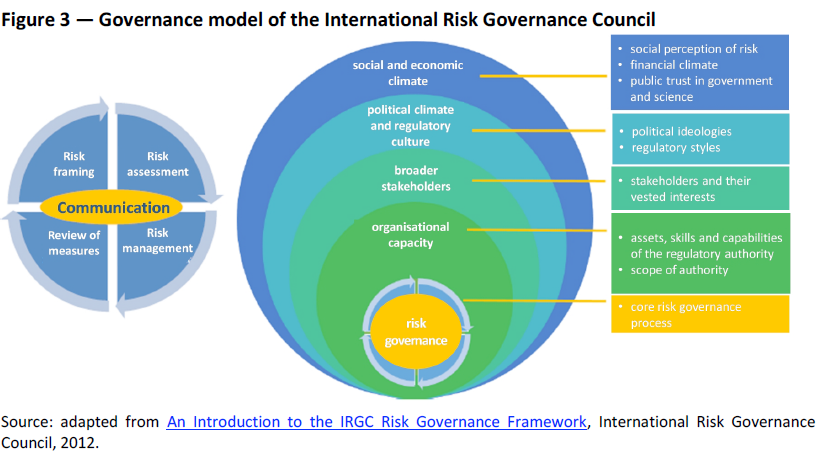 Figure 3 — Governance model of the International Risk Governance Council
Risk
framing
Risk
assessment
Communication
Review of
measures
Risk
management
social and economic
climate
political climate
and regulatory
culture
broader
stakeholders
organisational
capacity
risk
governance
• social perception of risk
• financial climate
• public trust in government
and science
• political ideologies
• regulatory styles
• stakeholders and their
vested interests
• assets, skills and capabilities
of the regulatory authority
• scope of authority
• core risk governance
process
Source: adapted from An Introduction to the IRGC Risk Governance Framework, International Risk Governance
Council, 2012.